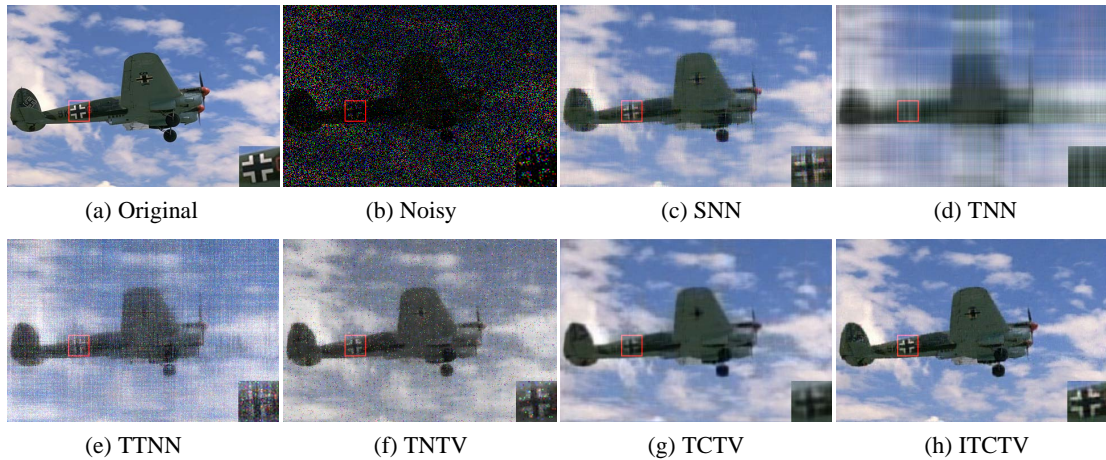 (a) Original
(b) Noisy
(c) SNN
(d) TNN
(e) TTNN
(f) TNTV
(g) TCTV
(h) ITCTV